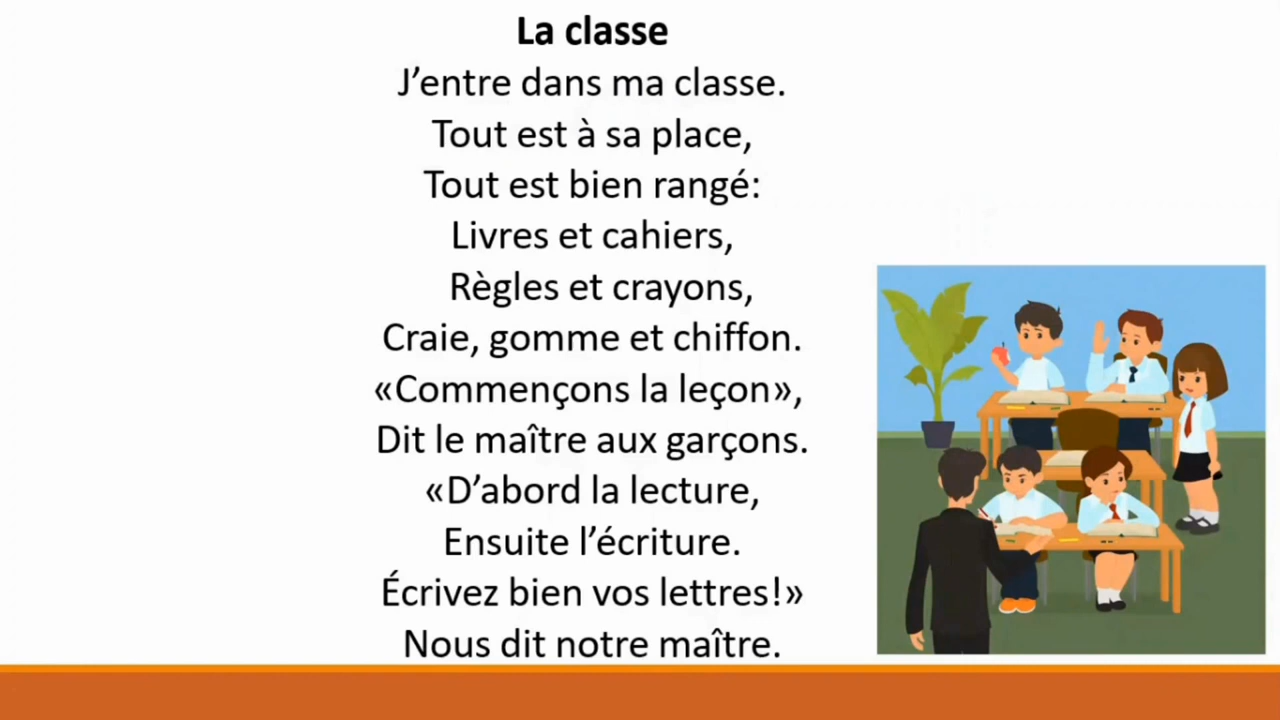 La classe
J’entre dans ma classe.
Tout est à sa place,
Tout est bien rangé:
Livres et cahiers,
Règles et crayons,
Craie, gomme et chiffon.
«Commençons la leçon»,
Dit le maître aux garçons.
«D’abord la lecture,
Ensuite l’écriture.
Écrivez bien vos lettres!»
Nous dit notre maître.